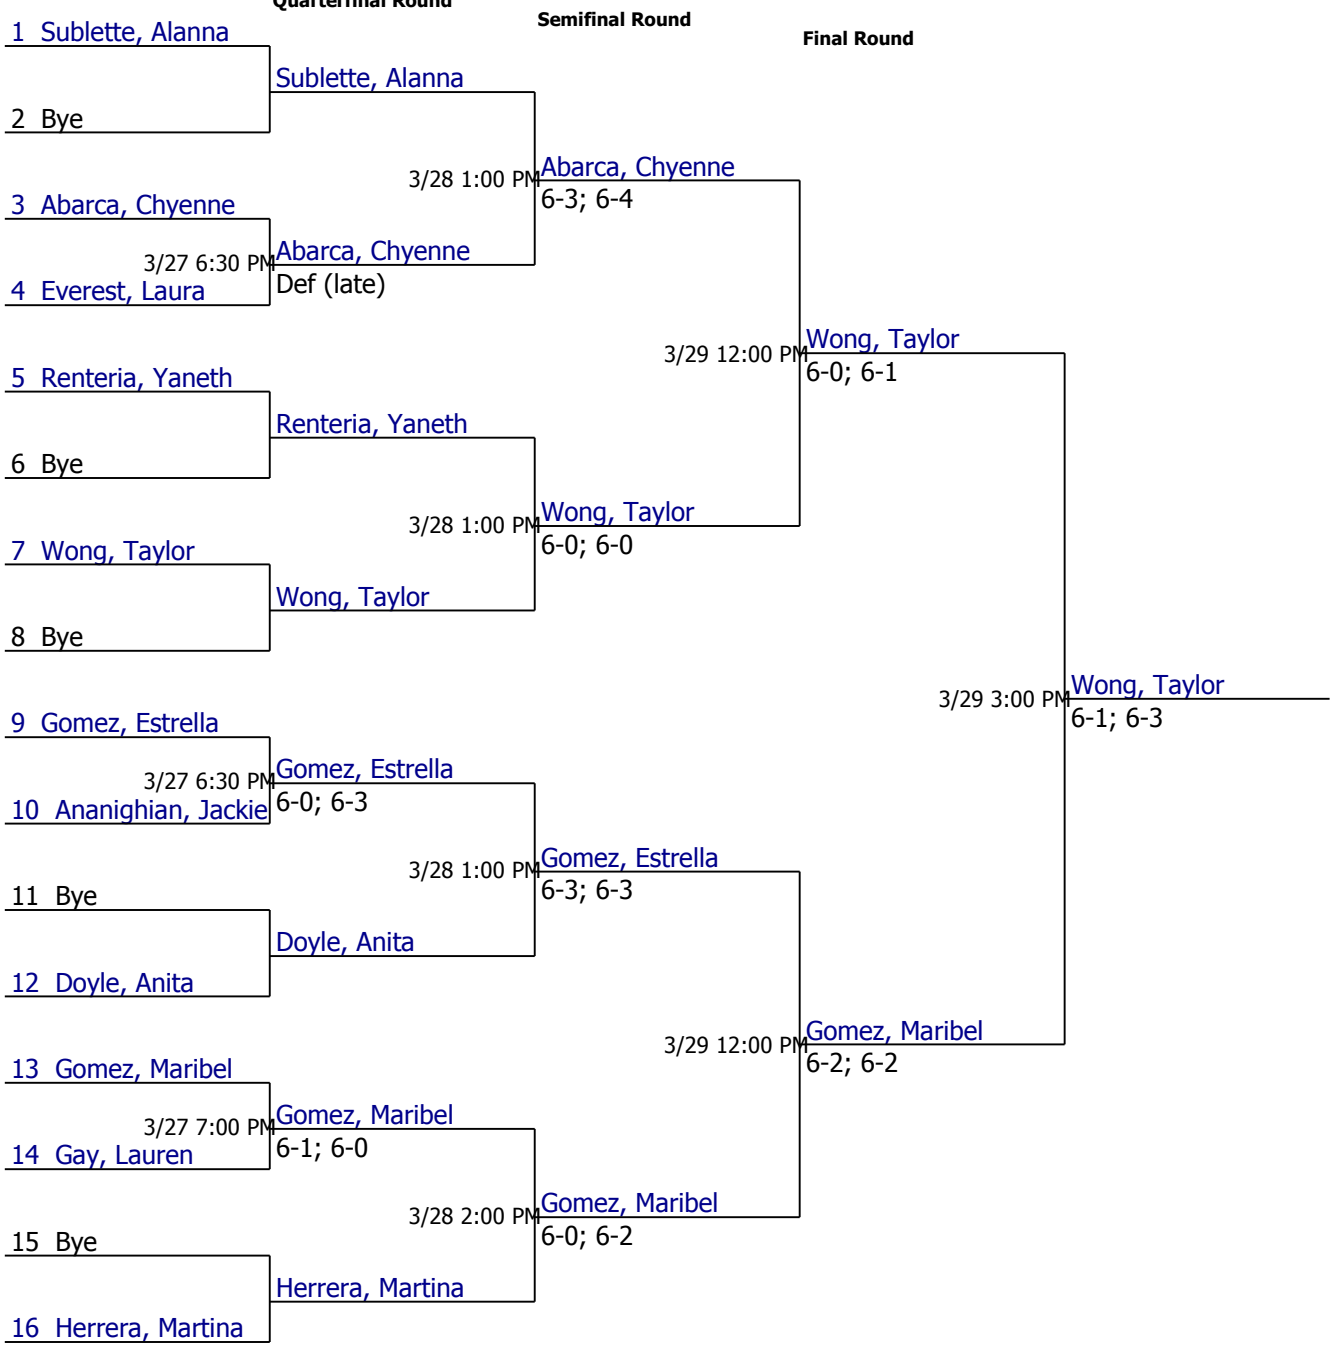 Quarterfinal Round
Semifinal Round
Final Round
1 Sublette, Alanna
Sublette, Alanna
2 Bye
3/28 1:00 PM
Abarca, Chyenne
6-3; 6-4
3 Abarca, Chyenne
3/27 6:30 PM
Abarca, Chyenne
Def (late)
4 Everest, Laura
3/29 12:00 PM
Wong, Taylor
6-0; 6-1
5 Renteria, Yaneth
Renteria, Yaneth
6 Bye
3/28 1:00 PM
Wong, Taylor
6-0; 6-0
7 Wong, Taylor
Wong, Taylor
8 Bye
3/29 3:00 PM
Wong, Taylor
6-1; 6-3
9 Gomez, Estrella
3/27 6:30 PM
Gomez, Estrella
6-0; 6-3
10 Ananighian, Jackie
3/28 1:00 PM
Gomez, Estrella
6-3; 6-3
11 Bye
Doyle, Anita
12 Doyle, Anita
3/29 12:00 PM
Gomez, Maribel
6-2; 6-2
13 Gomez, Maribel
3/27 7:00 PM
Gomez, Maribel
6-1; 6-0
14 Gay, Lauren
3/28 2:00 PM
Gomez, Maribel
6-0; 6-2
15 Bye
Herrera, Martina
16 Herrera, Martina